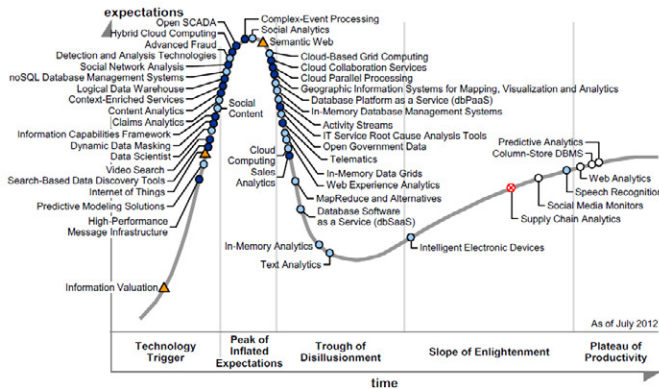 expectations
Open SCADA
Hybrid Cloud Computing
Advanced Fraud
Detection and Analysis Technologies
Social Network Analysis
noSQL Database Management Systems
Logical Data Warehouse
Context-Enriched Services
Content Analytics
Claims Analytics
Information Capabilities Framework
Dynamic Data Masking
Data Scientist
Video Search
Search-Based Data Discovery Tools
Internet of Things
Predictive Modeling Solutions
High-Performance
Message Infrastructure
Information Valuation
Complex-Event Processing
Social Analytics
Semantic Web
Social
Content
Cloud-Based Grid Computing
Cloud Collaboration Services
Cloud Parallel Processing
Geographic Information Systems for Mapping, Visualization and Analytics
Database Platform as a Service (dbPaaS)
In-Memory Database Management Systems
Activity Streams
IT Service Root Cause Analysis Tools
Open Government Data
Telematics
In-Memory Data Grids
Web Experience Analytics
Cloud
Computing
Sales
Analytics
MapReduce and Alternatives
Database Software
as a Service (dbSaaS)
In-Memory Analytics
Text Analytics
Intelligent Electronic Devices
Predictive Analytics
Column-Store DBMS
Web Analytics
Speech Recognition
Social Media Monitors
Supply Chain Analytics
As of July 2012
Technology
Trigger
Peak of
Inflated
Expectations
Trough of
Disillusionment
Slope of Enlightenment
Plateau of
Productivity
time